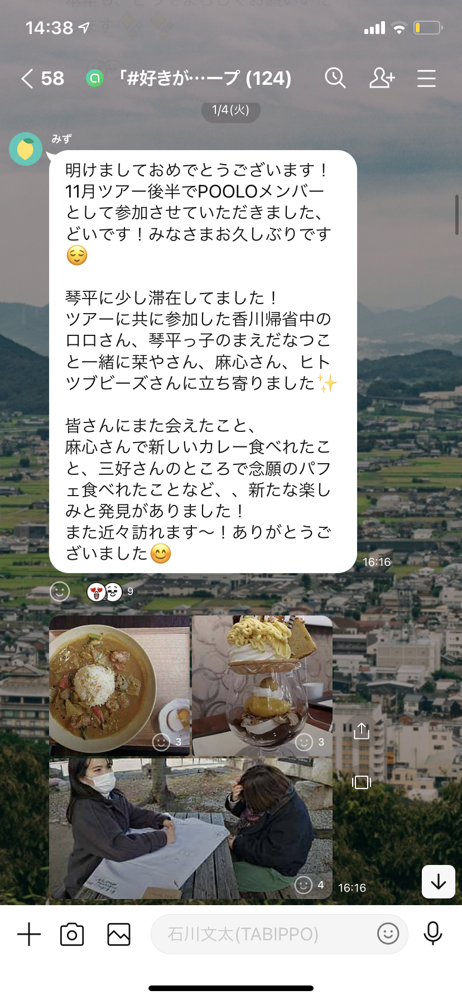 14:38
58
「#好きが…ープ (124)
1/4(火)
みず
明けましておめでとうございます！
11月ツアー後半でPOOLOメンバー
として参加させていただきました、
どいです！みなさまお久しぶりです
😌
琴平に少し滞在してました！
ツアーに共に参加した香川帰省中の
ロロさん、琴平っ子のまえだなつこ
と一緒に栞やさん、麻心さん、ヒト
ツブビーズさんに立ち寄りました✨
皆さんにまた会えたこと、
麻心さんで新しいカレー食べれたこ
と、三好さんのところで念願のパフ
ェ食べれたことなど、、新たな楽し
みと発見がありました！
また近々訪れます〜！ありがとうご
ざいました😊
16:16
9
3
3
4
16:16
石川文太(TABIPPO)